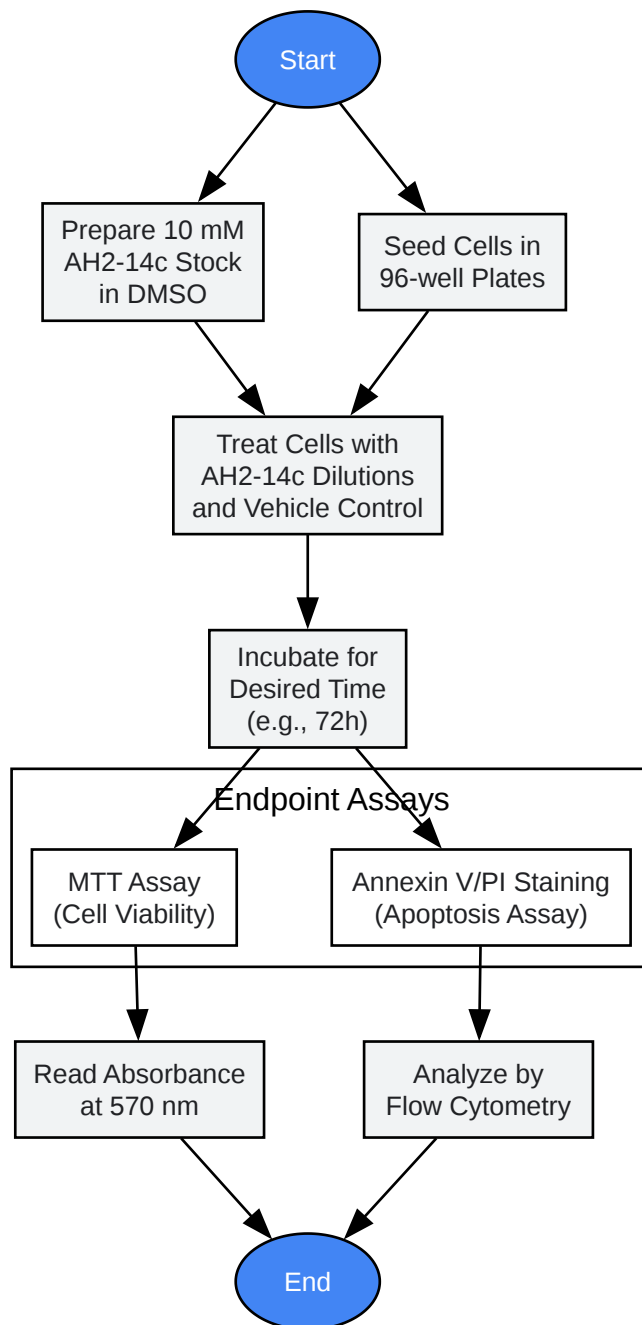 Start
Prepare 10 mM
AH2-14c Stock
in DMSO
Seed Cells in
96-well Plates
Treat Cells with
AH2-14c Dilutions
and Vehicle Control
Incubate for
Desired Time
(e.g., 72h)
Endpoint Assays
MTT Assay
(Cell Viability)
Annexin V/PI Staining
(Apoptosis Assay)
Read Absorbance
at 570 nm
Analyze by
Flow Cytometry
End